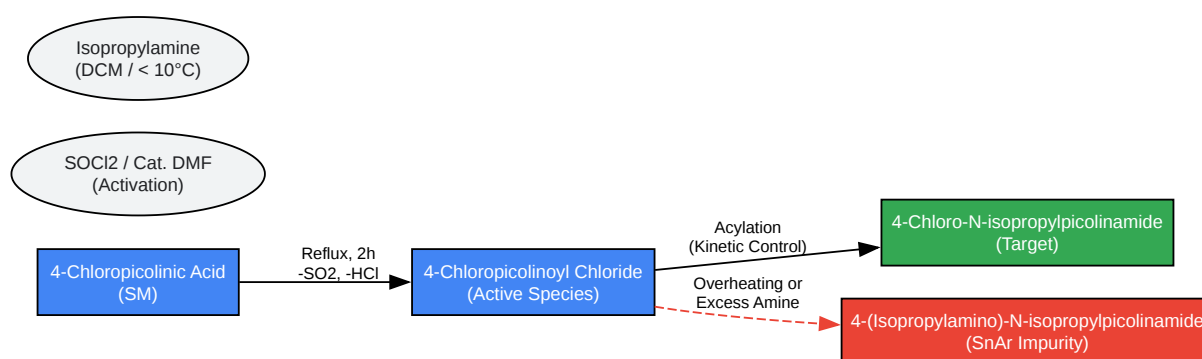 Isopropylamine
(DCM / < 10°C)
SOCl2 / Cat. DMF
(Activation)
4-Chloropicolinic Acid
(SM)
Reflux, 2h
-SO2, -HCl
4-Chloropicolinoyl Chloride
(Active Species)
Acylation
(Kinetic Control)
Overheating or
Excess Amine
4-Chloro-N-isopropylpicolinamide
(Target)
4-(Isopropylamino)-N-isopropylpicolinamide
(SnAr Impurity)